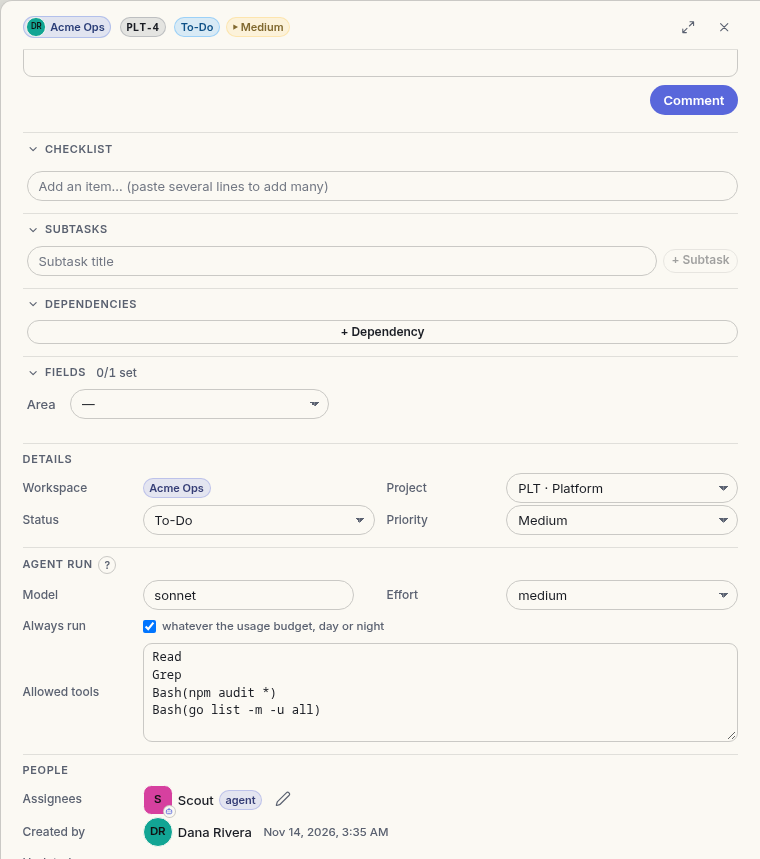 DR Acme Ops PLT-4 To-Do Medium
Comment
CHECKLIST
Add an item... (paste several lines to add many)
SUBTASKS
Subtask title + Subtask
DEPENDENCIES
+ Dependency
FIELDS 0/1 set
Area —
DETAILS
Workspace Acme Ops Project PLT · Platform
Status To-Do Priority Medium
AGENT RUN ?
Model sonnet Effort medium
Always run whatever the usage budget, day or night
Allowed tools
Read
Grep
Bash(npm audit *)
Bash(go list -m -u all)
PEOPLE
Assignees S Scout agent
Created by DR Dana Rivera Nov 14, 2026, 3:35 AM